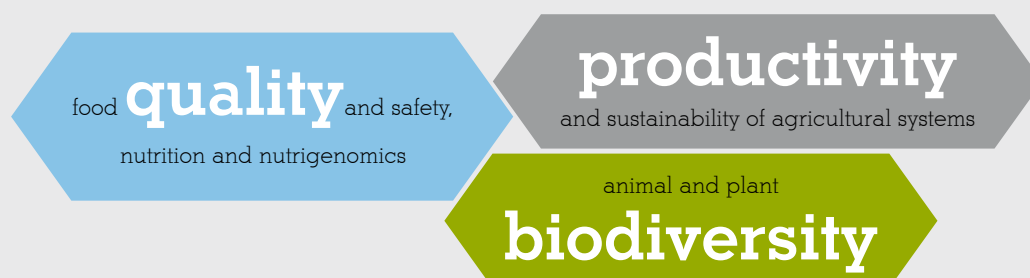 food quality and safety,
nutrition and nutrigenomics
productivity
and sustainability of agricultural systems
animal and plant
biodiversity